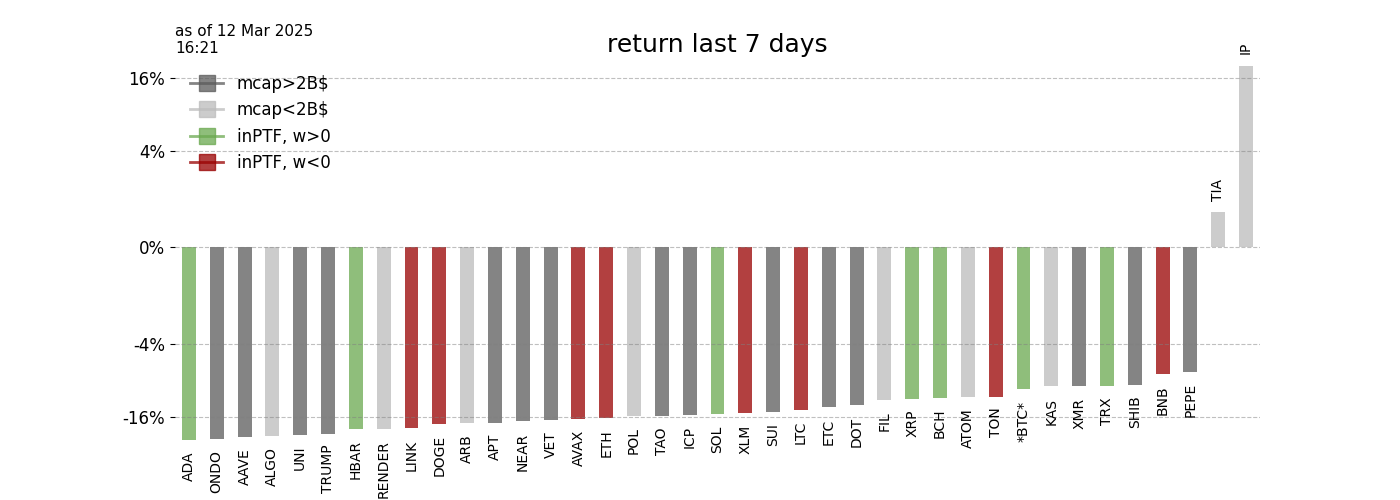 as of 12 Mar 2025
16:21
return last 7 days
mcap>2B$
mcap<2B$
inPTF, w>0
inPTF, w<0
16%
4%
0%
-4%
-16%
ADA
ONDO
AAVE
ALGO
UNI
TRUMP
HBAR
RENDER
LINK
DOGE
ARB
APT
NEAR
VET
AVAX
ETH
POL
TAO
ICP
SOL
XLM
SUI
LTC
ETC
DOT
FIL
XRP
BCH
ATOM
TON
*BTC*
KAS
XMR
TRX
SHIB
BNB
PEPE
TIA
IP